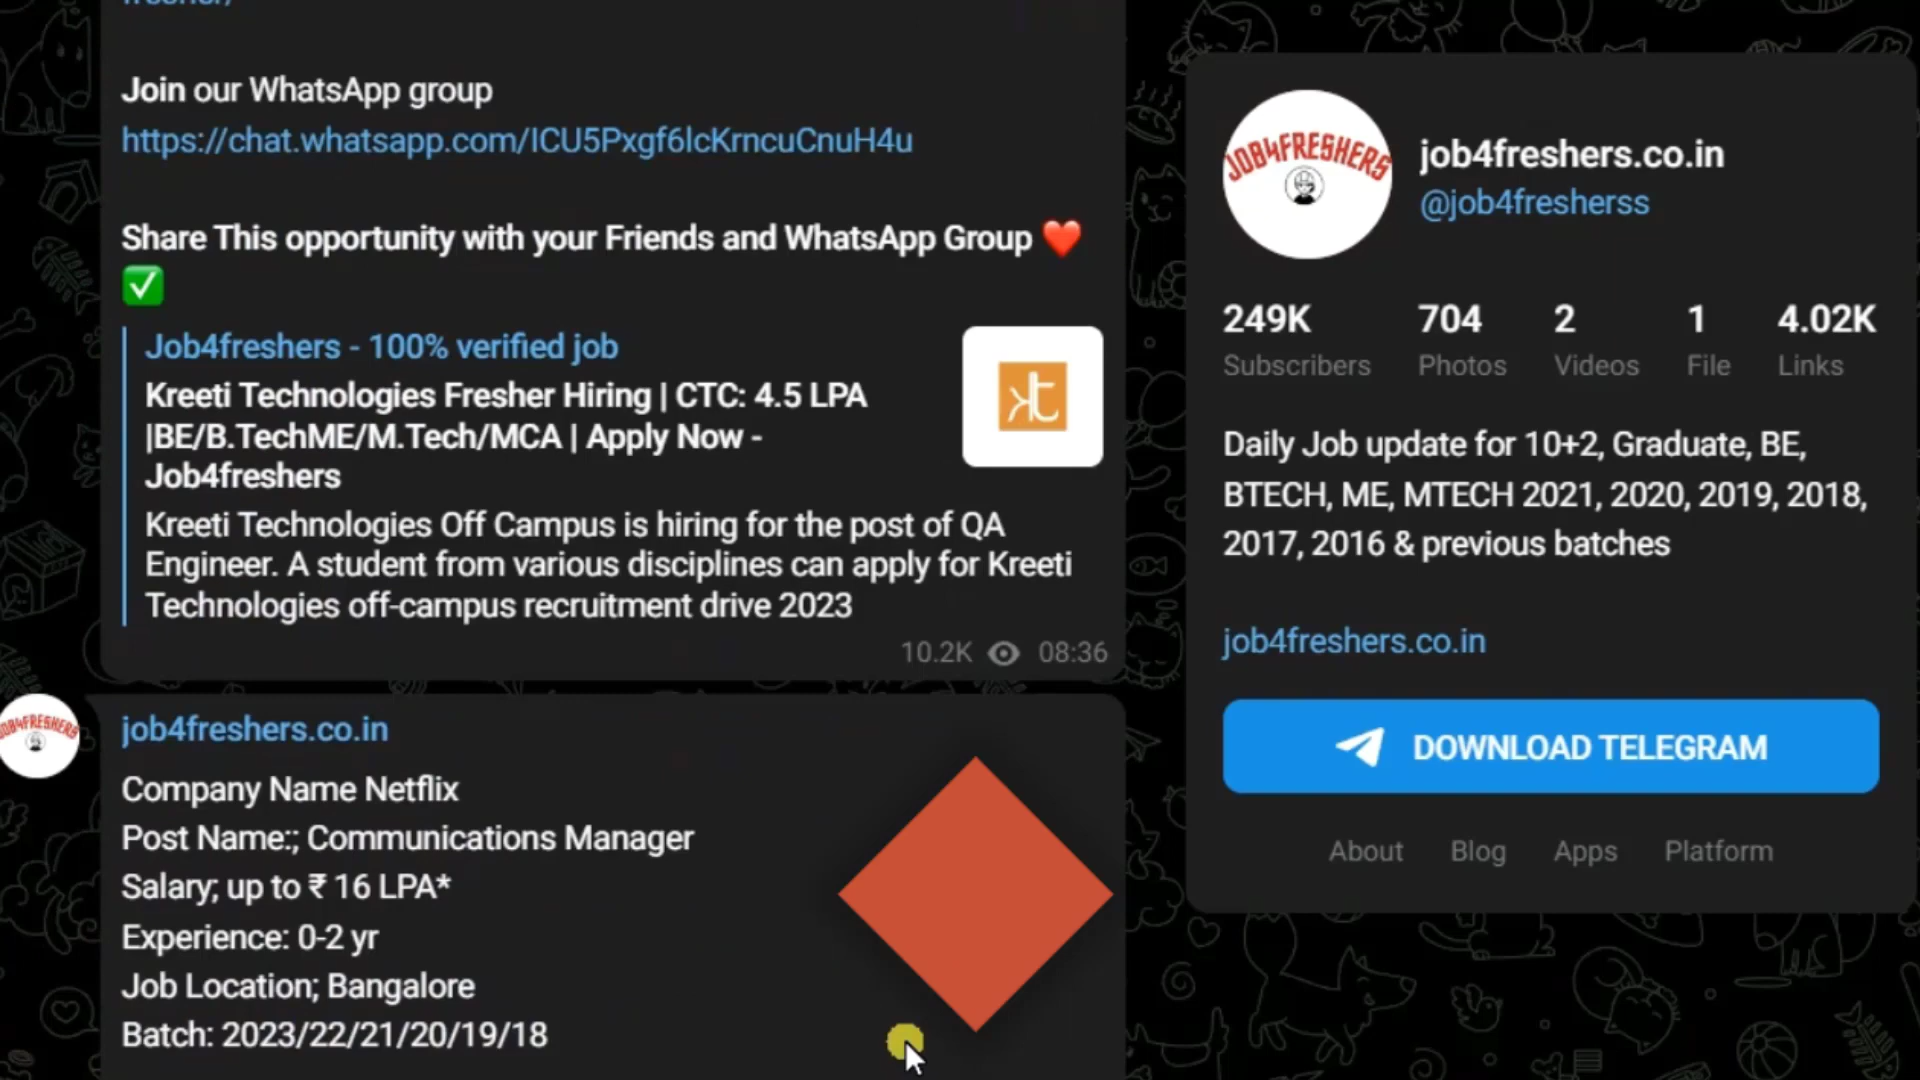 fresher/
Join our WhatsApp group
https://chat.whatsapp.com/ICU5Pxgf6lcKrncuCnuH4u
Share This opportunity with your Friends and WhatsApp Group ❤️
✅
Job4freshers - 100% verified job
Kreeti Technologies Fresher Hiring | CTC: 4.5 LPA
|BE/B.TechME/M.Tech/MCA | Apply Now -
Job4freshers
Kreeti Technologies Off Campus is hiring for the post of QA
Engineer. A student from various disciplines can apply for Kreeti
Technologies off-campus recruitment drive 2023
kt
10.2K 08:36
JOB4FRESHERS
job4freshers.co.in
Company Name Netflix
Post Name:; Communications Manager
Salary; up to ₹ 16 LPA*
Experience: 0-2 yr
Job Location; Bangalore
Batch: 2023/22/21/20/19/18
JOB4FRESHERS
job4freshers.co.in
@job4fresherss
249K 704 2 1 4.02K
Subscribers Photos Videos File Links
Daily Job update for 10+2, Graduate, BE,
BTECH, ME, MTECH 2021, 2020, 2019, 2018,
2017, 2016 & previous batches
job4freshers.co.in
DOWNLOAD TELEGRAM
About Blog Apps Platform